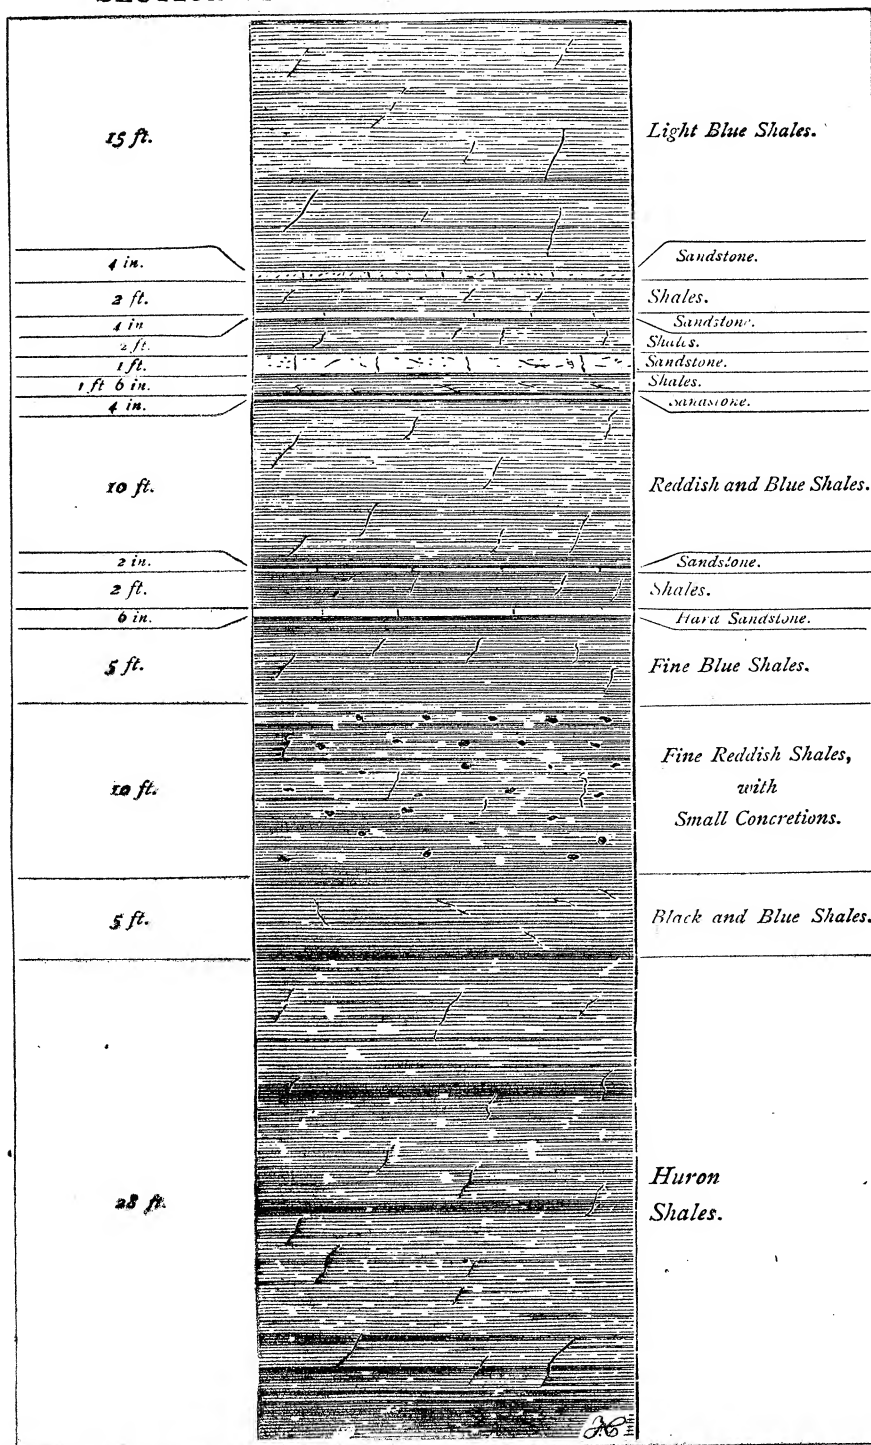 15 ft. Light Blue Shales.
4 in. Sandstone.
2 ft. Shales.
4 in Sandstone.
2 ft. Shales.
1 ft. Sandstone.
1 ft 6 in. Shales.
4 in. Sandstone.
10 ft. Reddish and Blue Shales.
2 in. Sandstone.
2 ft. Shales.
6 in. Hard Sandstone.
5 ft. Fine Blue Shales.
10 ft. Fine Reddish Shales,
with
Small Concretions.
5 ft. Black and Blue Shales.
28 ft. Huron
Shales.